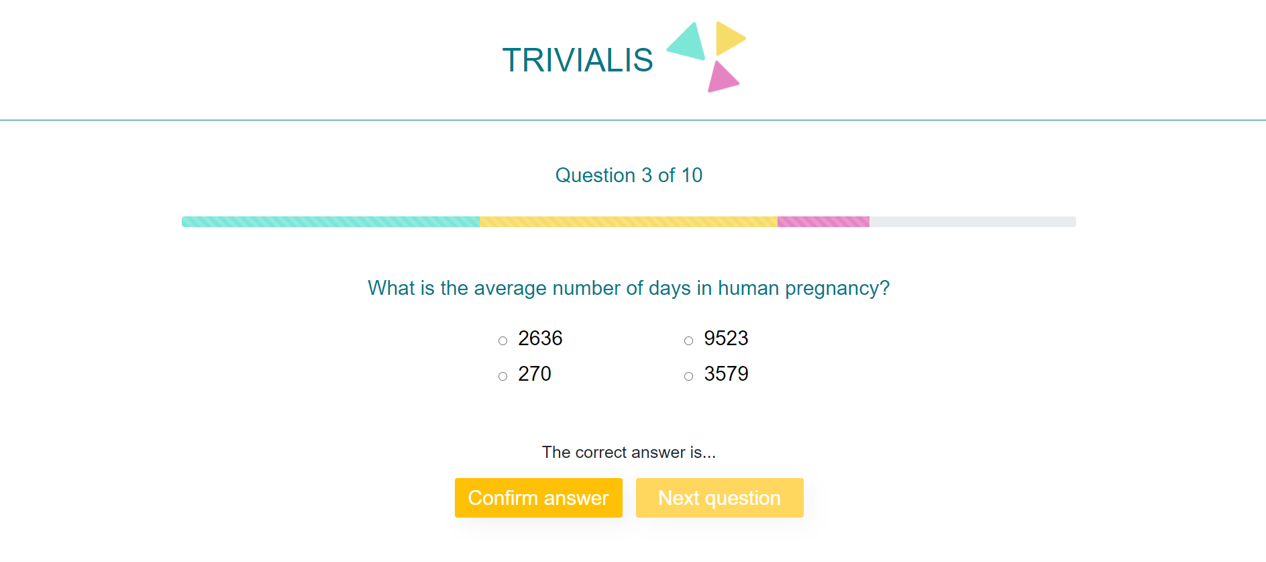 TRIVIALIS
Question 3 of 10
What is the average number of days in human pregnancy?
2636 9523
270 3579
The correct answer is...
Confirm answer Next question